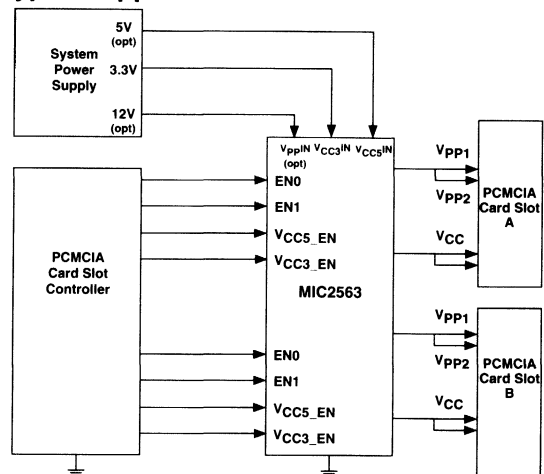 5V
(opt)
System
Power
Supply
3.3V
12V
(opt)
VPPIN VCC3IN VCC5IN
(opt)
EN0
EN1
VCC5_EN
VCC3_EN
MIC2563
PCMCIA
Card Slot
Controller
EN0
EN1
VCC5_EN
VCC3_EN
VPP1
VPP2
VCC
PCMCIA
Card Slot
A
VPP1
VPP2
VCC
PCMCIA
Card Slot
B